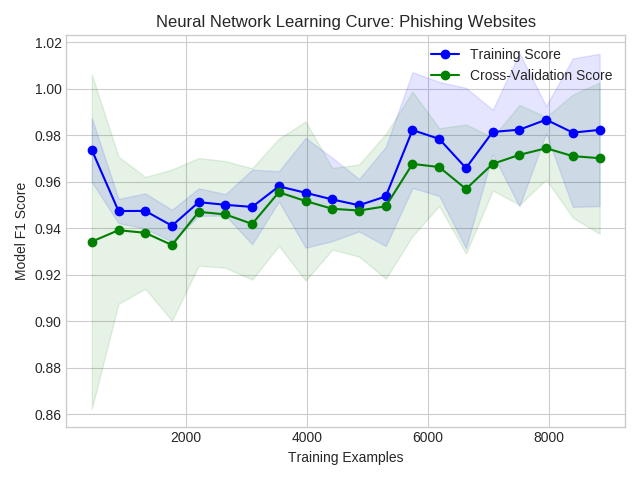 Neural Network Learning Curve: Phishing Websites
Training Score
Cross-Validation Score
Model F1 Score
1.02
1.00
0.98
0.96
0.94
0.92
0.90
0.88
0.86
2000
4000
6000
8000
Training Examples